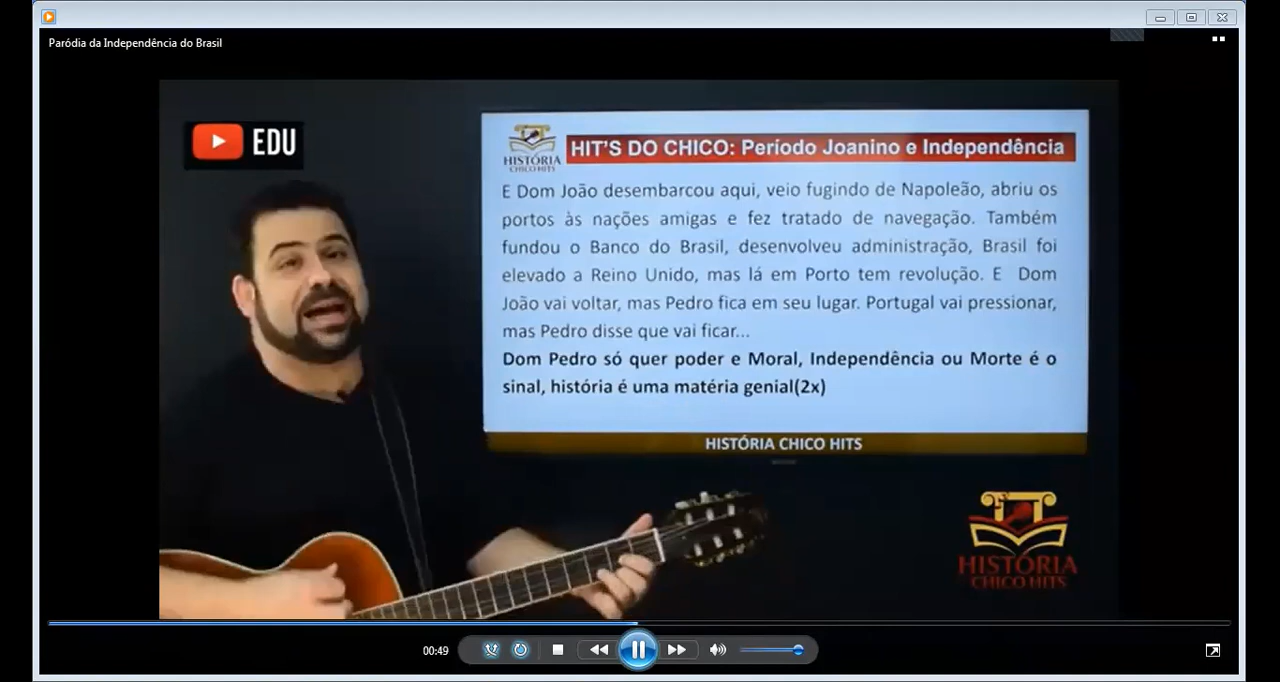 Paródia da Independência do Brasil
EDU
HISTÓRIA
CHICO HITS
HIT'S DO CHICO: Período Joanino e Independência
E Dom João desembarcou aqui, veio fugindo de Napoleão, abriu os
portos às nações amigas e fez tratado de navegação. Também
fundou o Banco do Brasil, desenvolveu administração, Brasil foi
elevado a Reino Unido, mas lá em Porto tem revolução. E Dom
João vai voltar, mas Pedro fica em seu lugar. Portugal vai pressionar,
mas Pedro disse que vai ficar...
Dom Pedro só quer poder e Moral, Independência ou Morte é o
sinal, história é uma matéria genial(2x)
HISTÓRIA CHICO HITS
HISTÓRIA
CHICO HITS
00:49